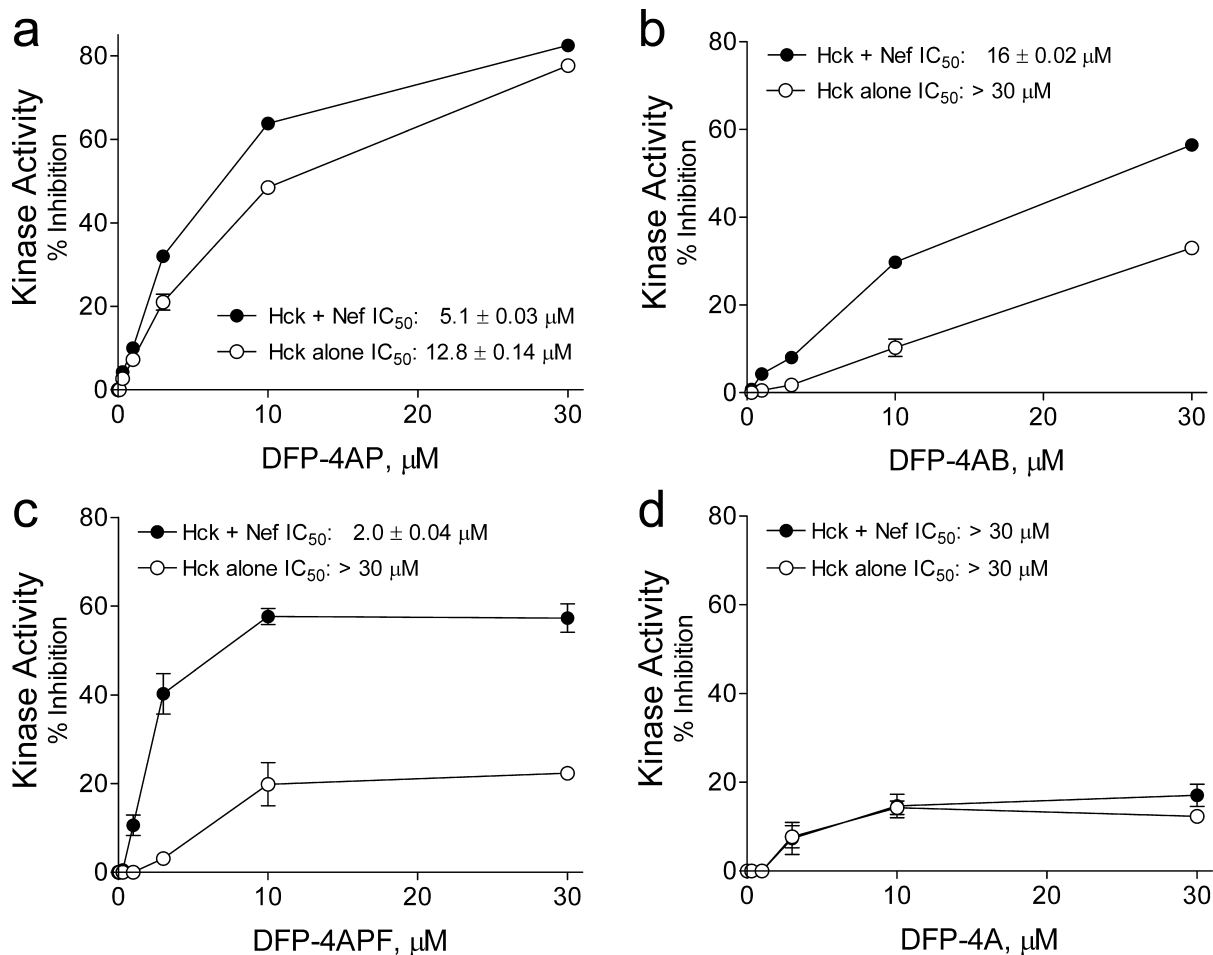 a
80
60
40
20
0
Kinase Activity
% Inhibition
Hck + Nef IC50: 5.1 ± 0.03 µM
Hck alone IC50: 12.8 ± 0.14 µM
0 10 20 30
DFP-4AP, µM
b
80
60
40
20
0
Kinase Activity
% Inhibition
Hck + Nef IC50: 16 ± 0.02 µM
Hck alone IC50: > 30 µM
0 10 20 30
DFP-4AB, µM
c
80
60
40
20
0
Kinase Activity
% Inhibition
Hck + Nef IC50: 2.0 ± 0.04 µM
Hck alone IC50: > 30 µM
0 10 20 30
DFP-4APF, µM
d
80
60
40
20
0
Kinase Activity
% Inhibition
Hck + Nef IC50: > 30 µM
Hck alone IC50: > 30 µM
0 10 20 30
DFP-4A, µM